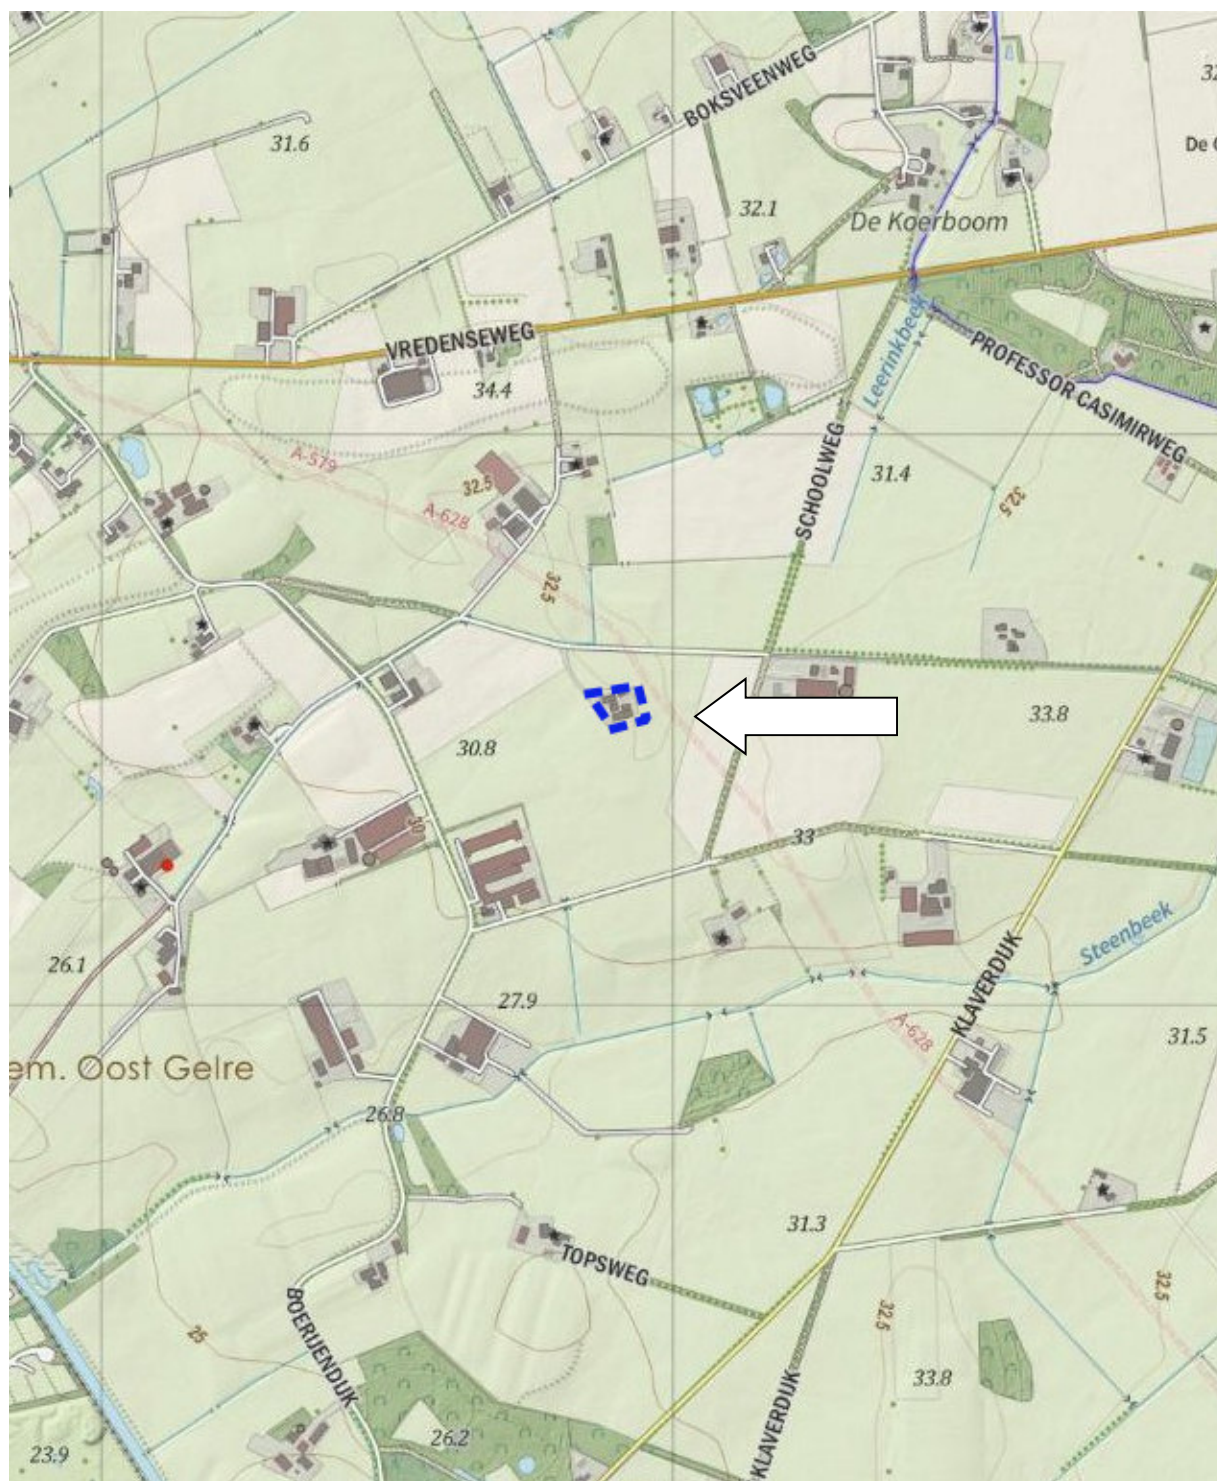 BOKSVEENWEG
31.6
De
32.1
De Koerboom
VREDENSEWEG
Leerinkbeek
PROFESSOR CASIMIRWEG
34.4
A-579
32.5
A-628
SCHOOLWEG
31.4
32.5
32.5
30.8
33.8
30
33
26.1
Steenbeek
27.9
KLAVERDIJK
A-628
31.5
em. Oost Gelre
26.8
31.3
TOPSWEG
32.5
32.5
BOERIJENDIJK
25
33.8
KLAVERDIJK
26.2
23.9